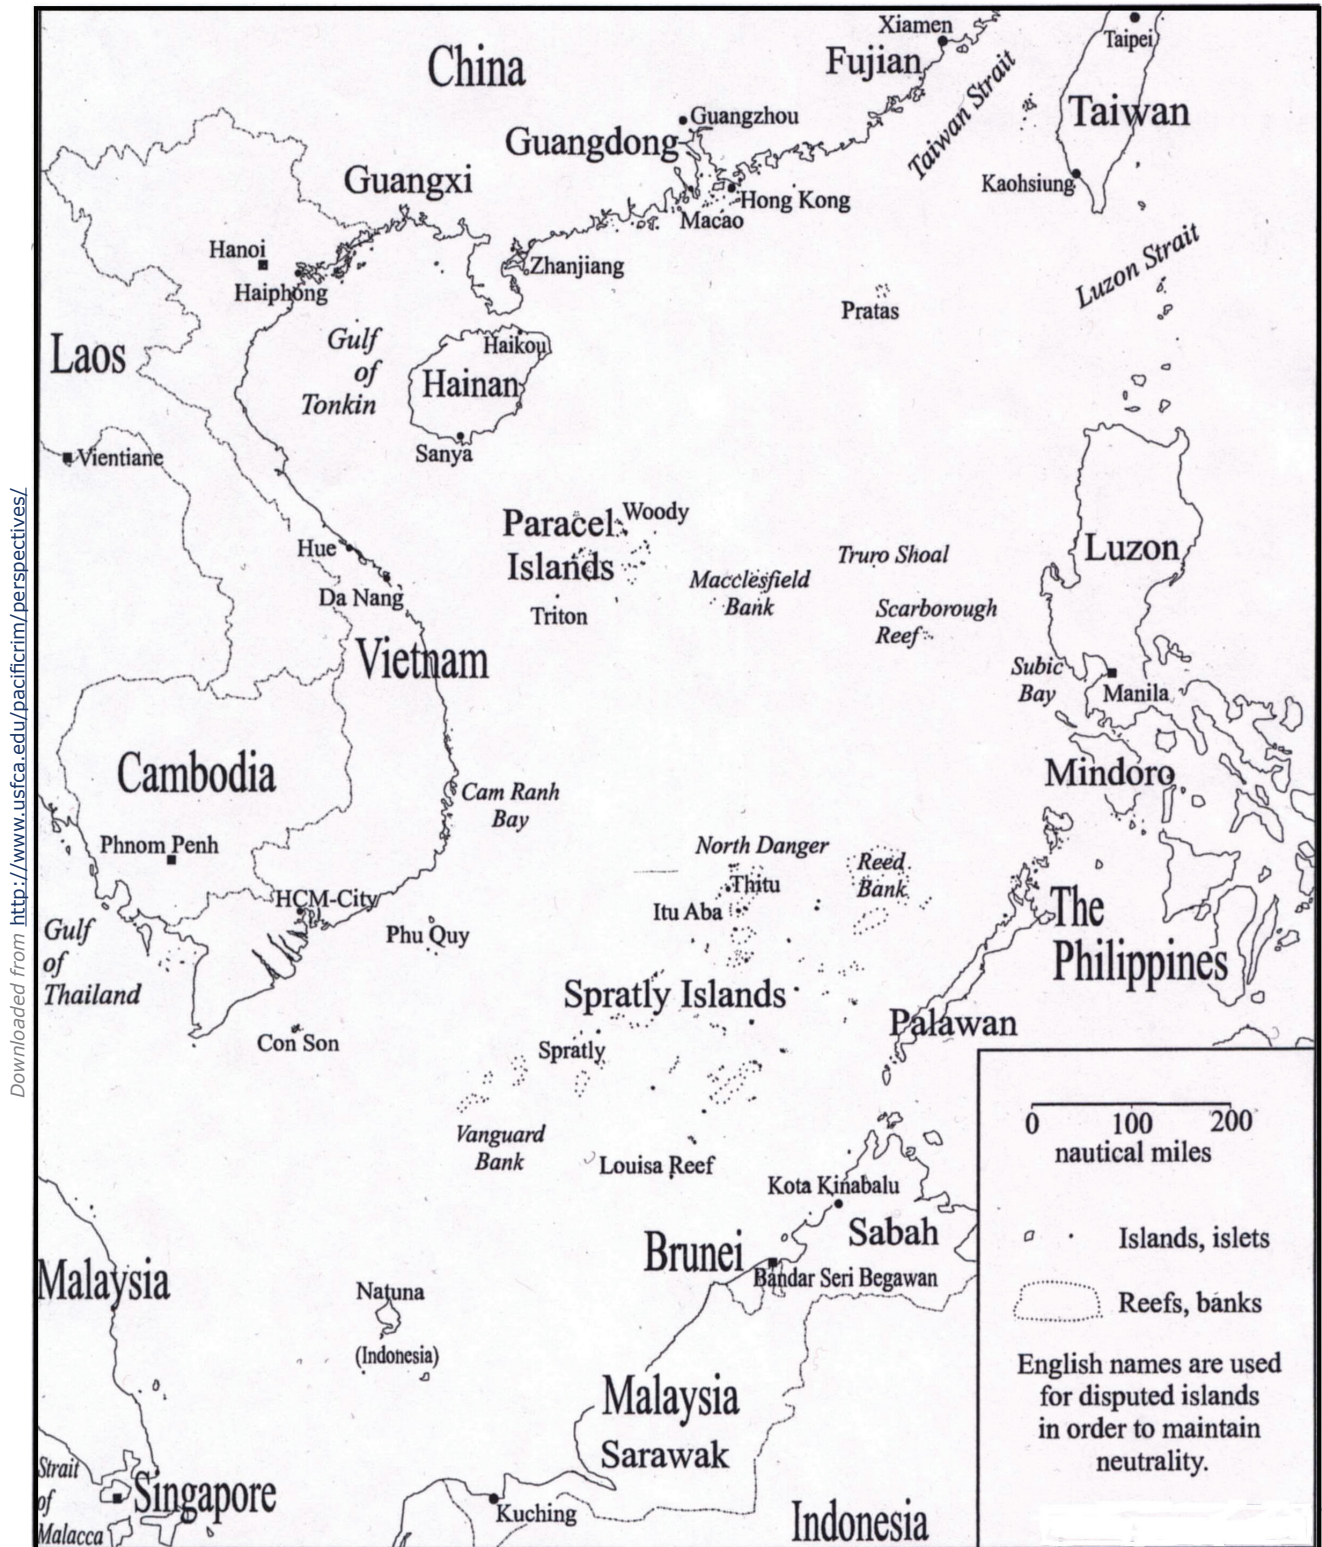 Xiamen
Taipei
China
Fujian
Taiwan Strait
Guangzhou
Taiwan
Guangdong
Guangxi
Kaohsiung
Hong Kong
Macao
Hanoi
Zhanjiang
Luzon Strait
Haiphong
Pratas
Gulf
of
Tonkin
Haikou
Laos
Hainan
Sanya
Vientiane
Paracel
Islands
Woody
Hue
Truro Shoal
Luzon
Macclesfield
Bank
Da Nang
Triton
Scarborough
Reef
Vietnam
Subic
Bay
Manila
Cambodia
Mindoro
Cam Ranh
Bay
Phnom Penh
North Danger
Reed
Bank
Thitu
HCM-City
Itu Aba
The
Philippines
Gulf
of
Thailand
Phu Quy
Spratly Islands
Palawan
Con Son
Spratly
0 100 200
nautical miles
Vanguard
Bank
Louisa Reef
Kota Kinabalu
Sabah
Brunei
Bandar Seri Begawan
Islands, islets
Malaysia
Natuna
(Indonesia)
Reefs, banks
English names are used
for disputed islands
in order to maintain
neutrality.
Malaysia
Sarawak
Strait
of
Malacca
Singapore
Kuching
Indonesia
Downloaded from http://www.usfca.edu/pacificrim/perspectives/